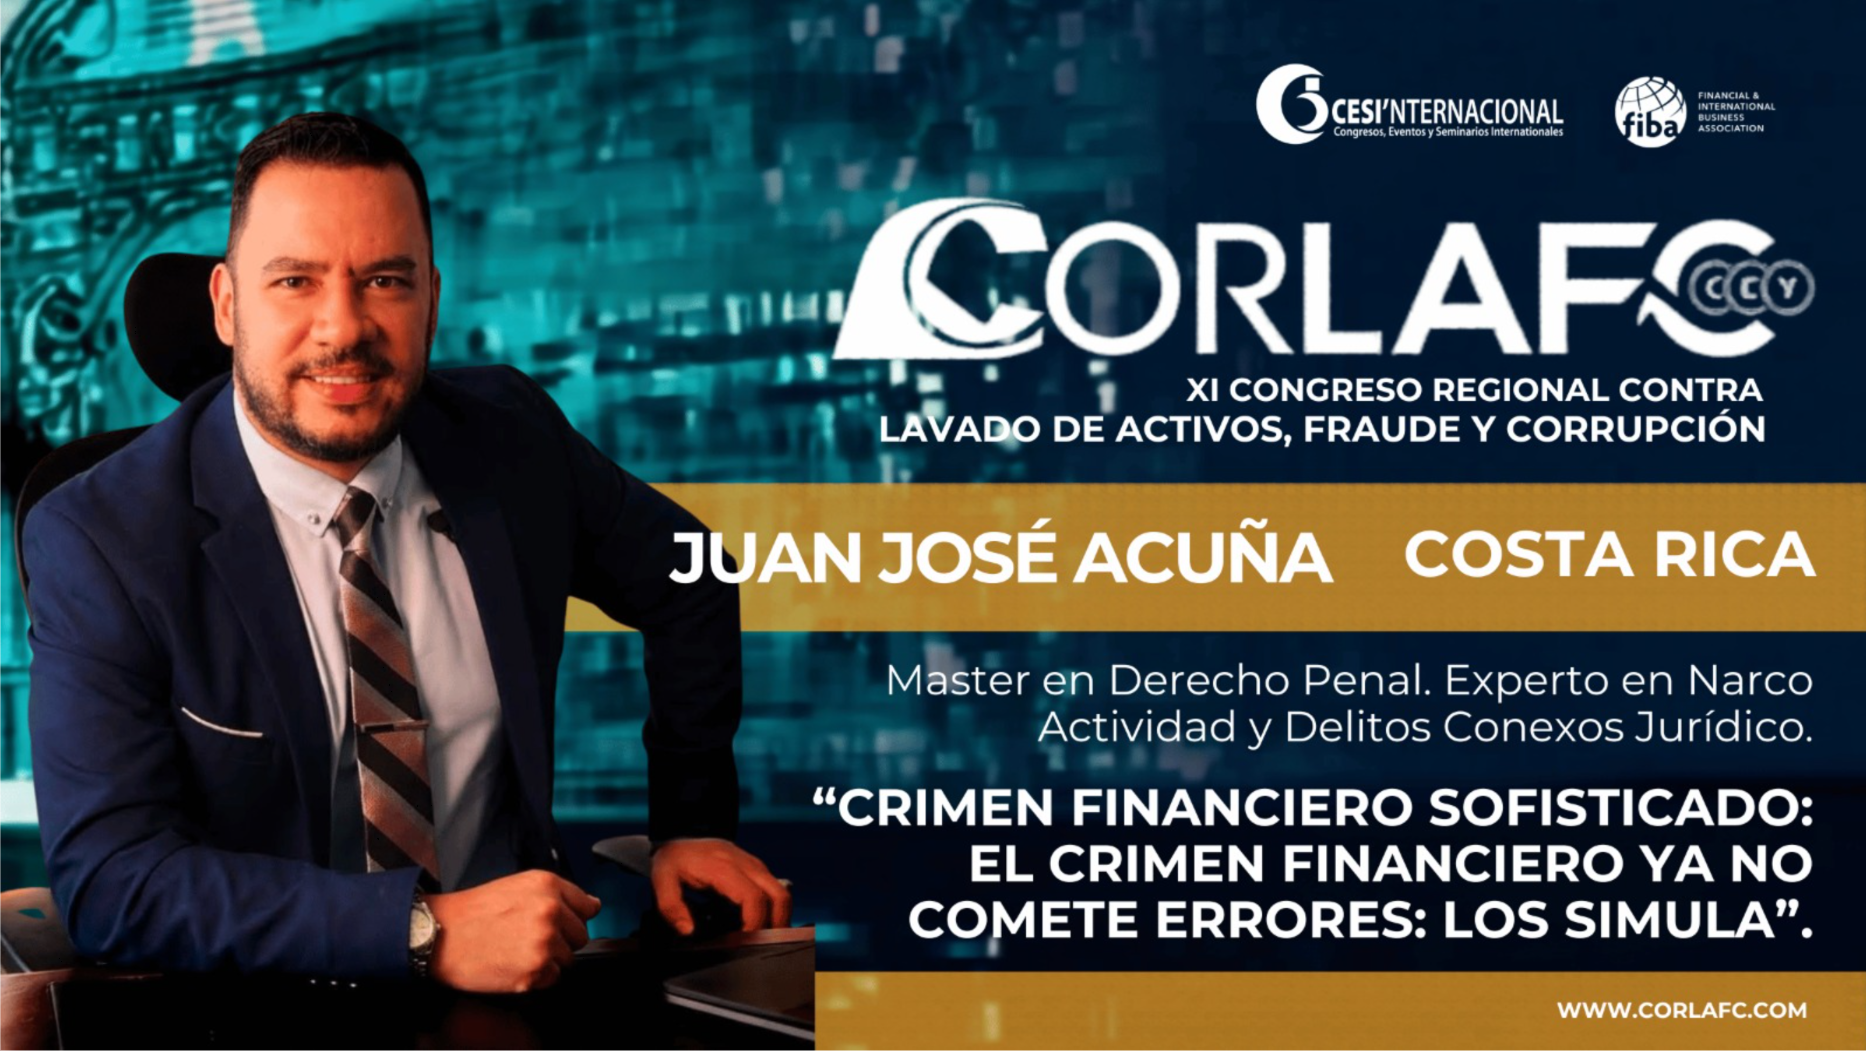 CESI'NTERNACIONAL
Congresos, Eventos y Seminarios Internationales
fiba
FINANCIAL &
INTERNATIONAL
BUSINESS
ASSOCIATION
CORLAFC
CCY
XI CONGRESO REGIONAL CONTRA
LAVADO DE ACTIVOS, FRAUDE Y CORRUPCIÓN
JUAN JOSÉ ACUÑA COSTA RICA
Master en Derecho Penal. Experto en Narco
Actividad y Delitos Conexos Jurídico.
“CRIMEN FINANCIERO SOFISTICADO:
EL CRIMEN FINANCIERO YA NO
COMETE ERRORES: LOS SIMULA”.
WWW.CORLAFC.COM